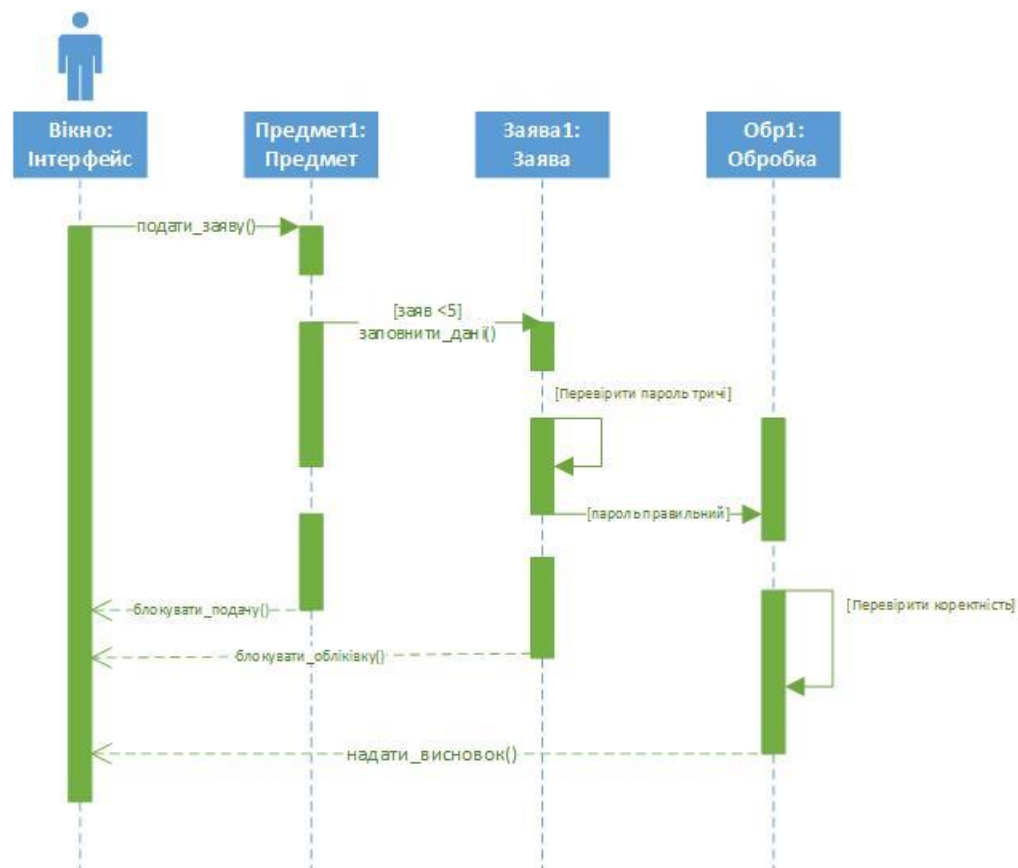 Вікно:
Інтерфейс
Предмет1:
Предмет
Заява1:
Заява
Обр1:
Обробка
подати_заяву()
[заяв <5]
заповнити_дані()
[Перевірити пароль тричі]
[пароль правильний]
блокувати_подачу()
[Перевірити коректність]
блокувати_обліківку()
надати_висновок()